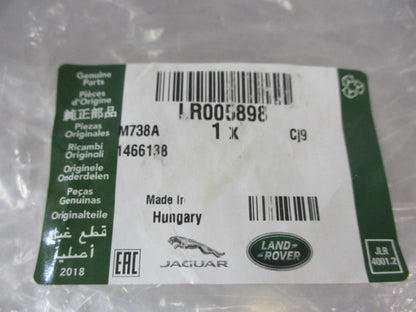 Genuine
Parts
Pièces
d'Origine
純正部品
Piezas
Originales
Ricambi
Originali
Originele
Onderdelen
Peças
Genuinas
Originalteile
قطع غيار
أصلية
2018
LR005898
M738A
1 X
CJ9
1466138
Made In
Hungary
EAC
JAGUAR
LAND
ROVER
JLR
4001.2